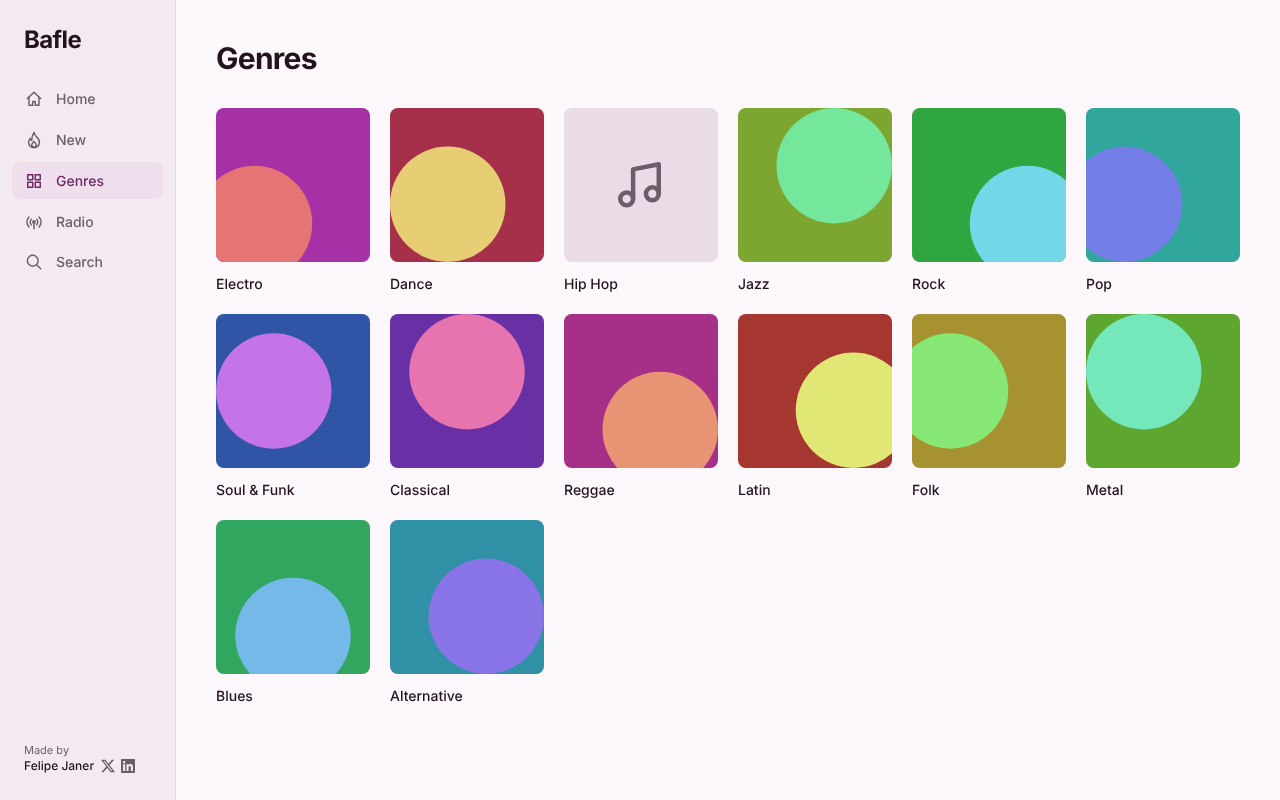 Bafle
Home
New
Genres
Radio
Search
Made by
Felipe Janer
Genres
Electro
Dance
Hip Hop
Jazz
Rock
Pop
Soul & Funk
Classical
Reggae
Latin
Folk
Metal
Blues
Alternative